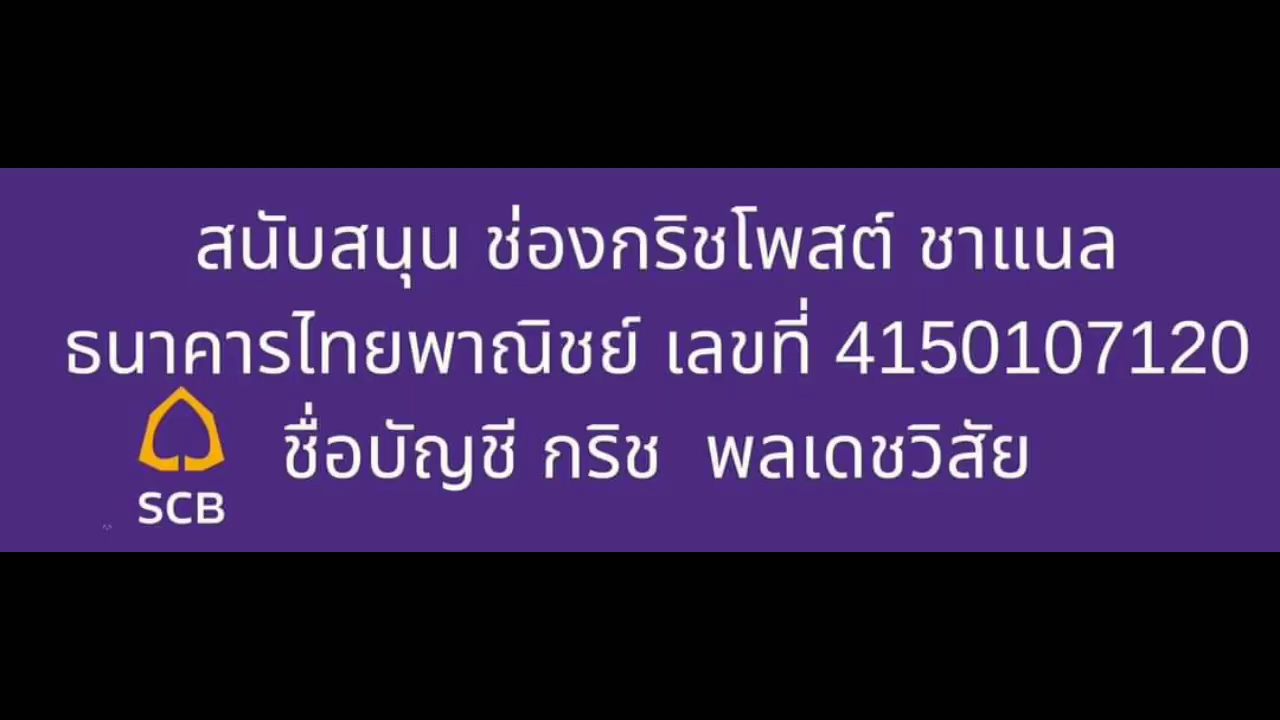 สนับสนุน ช่องกริชโพสต์ ชาแนล
ธนาคารไทยพาณิชย์ เลขที่ 4150107120
ชื่อบัญชี กริช  พลเดชวิสัย
SCB